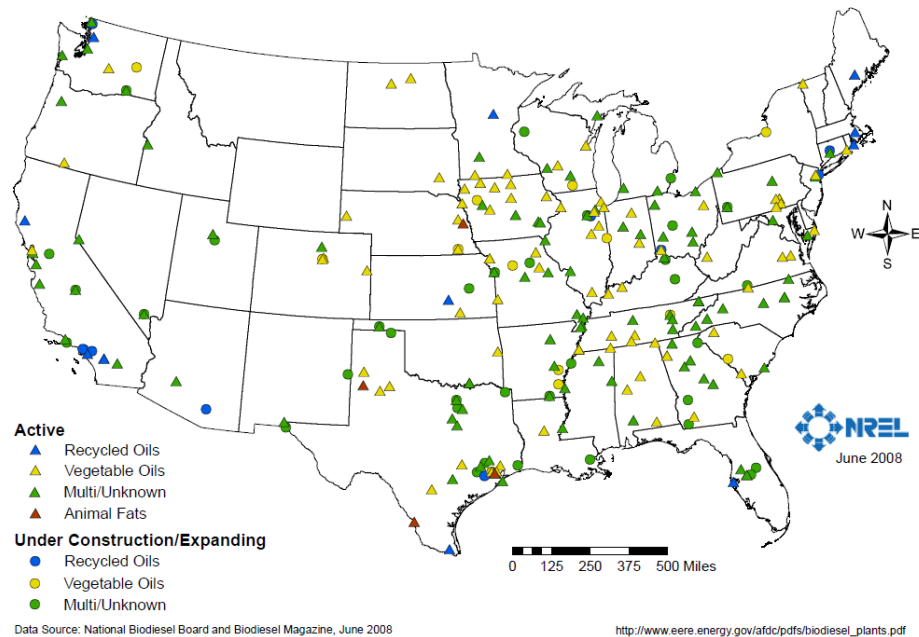 N
W E
S
NREL
June 2008
Active
Recycled Oils
Vegetable Oils
Multi/Unknown
Animal Fats
Under Construction/Expanding
Recycled Oils
Vegetable Oils
Multi/Unknown
0 125 250 375 500 Miles
Data Source: National Biodiesel Board and Biodiesel Magazine, June 2008
http://www.eere.energy.gov/afdc/pdfs/biodiesel_plants.pdf